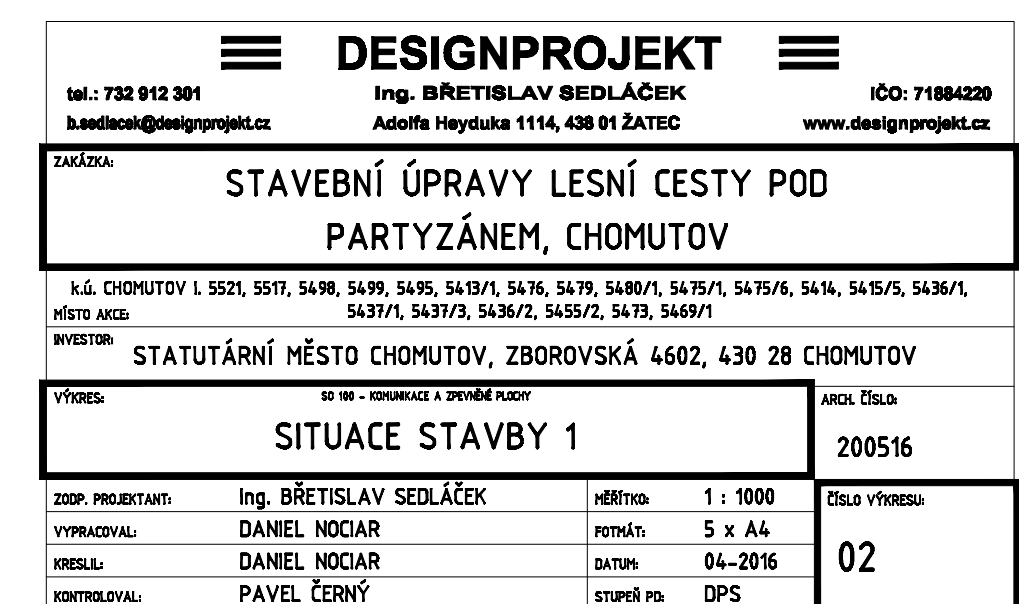 DESIGNPROJEKT
tel.: 732 912 301 Ing. BŘETISLAV SEDLÁČEK IČO: 71884220
b.sedlacek@designprojekt.cz Adolfa Heyduka 1114, 438 01 ŽATEC www.designprojekt.cz
ZAKÁZKA:
STAVEBNÍ ÚPRAVY LESNÍ CESTY POD
PARTYZÁNEM, CHOMUTOV
k.ú. CHOMUTOV I. 5521, 5517, 5498, 5499, 5495, 5413/1, 5476, 5479, 5480/1, 5475/1, 5475/6, 5414, 5415/5, 5436/1,
MÍSTO AKCE: 5437/1, 5437/3, 5436/2, 5455/2, 5473, 5469/1
INVESTOR:
STATUTÁRNÍ MĚSTO CHOMUTOV, ZBOROVSKÁ 4602, 430 28 CHOMUTOV
VÝKRES: SO 100 - KOMUNIKACE A ZPEVNĚNÉ PLOCHY ARCH. ČÍSLO:
SITUACE STAVBY 1 200516
ZODP. PROJEKTANT: Ing. BŘETISLAV SEDLÁČEK MĚŘÍTKO: 1 : 1000 ČÍSLO VÝKRESU:
VYPRACOVAL: DANIEL NOCIAR FOTMÁT: 5 x A4
KRESLIL: DANIEL NOCIAR DATUM: 04-2016 02
KONTROLOVAL: PAVEL ČERNÝ STUPEŇ PD: DPS